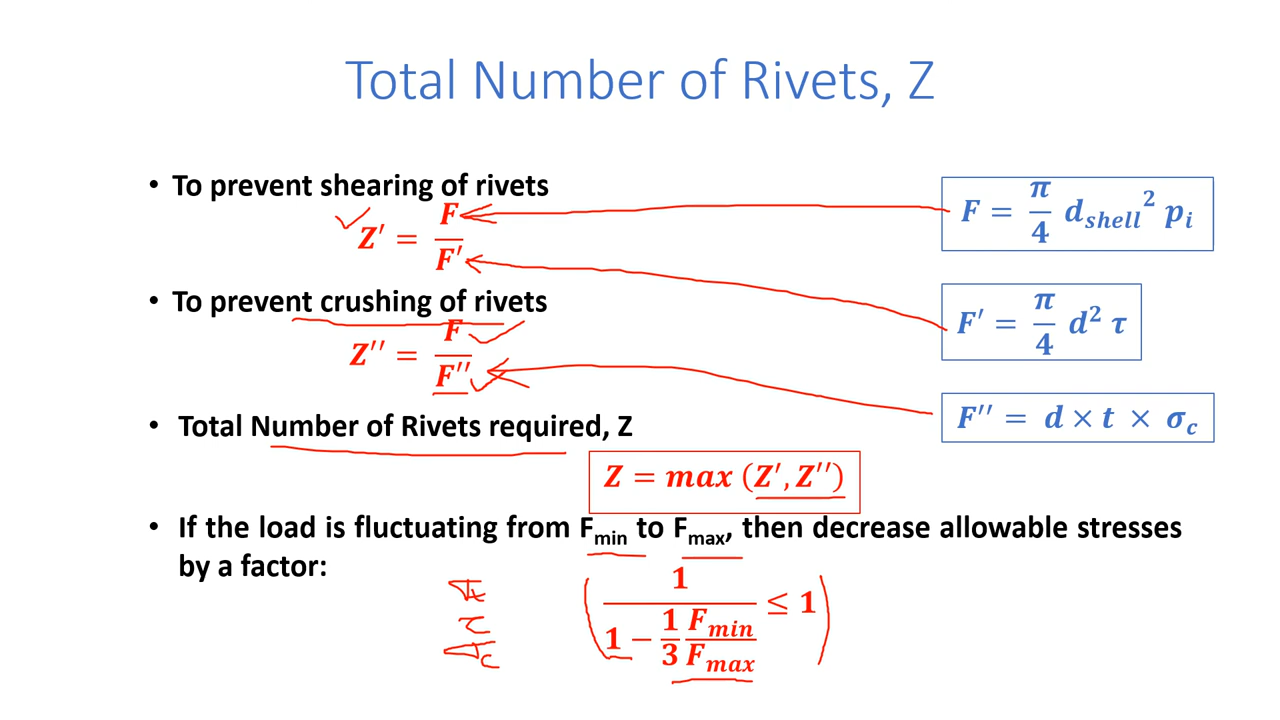 Total Number of Rivets, Z
• To prevent shearing of rivets
Z' = F / F'
F = π/4 d_shell² p_i
• To prevent crushing of rivets
Z'' = F / F''
F' = π/4 d² τ
• Total Number of Rivets required, Z
F'' = d × t × σ_c
Z = max (Z', Z'')
• If the load is fluctuating from F_min to F_max, then decrease allowable stresses
by a factor:
(1 / (1 − 1/3 F_min/F_max) ≤ 1)
σ_t
τ
σ_c